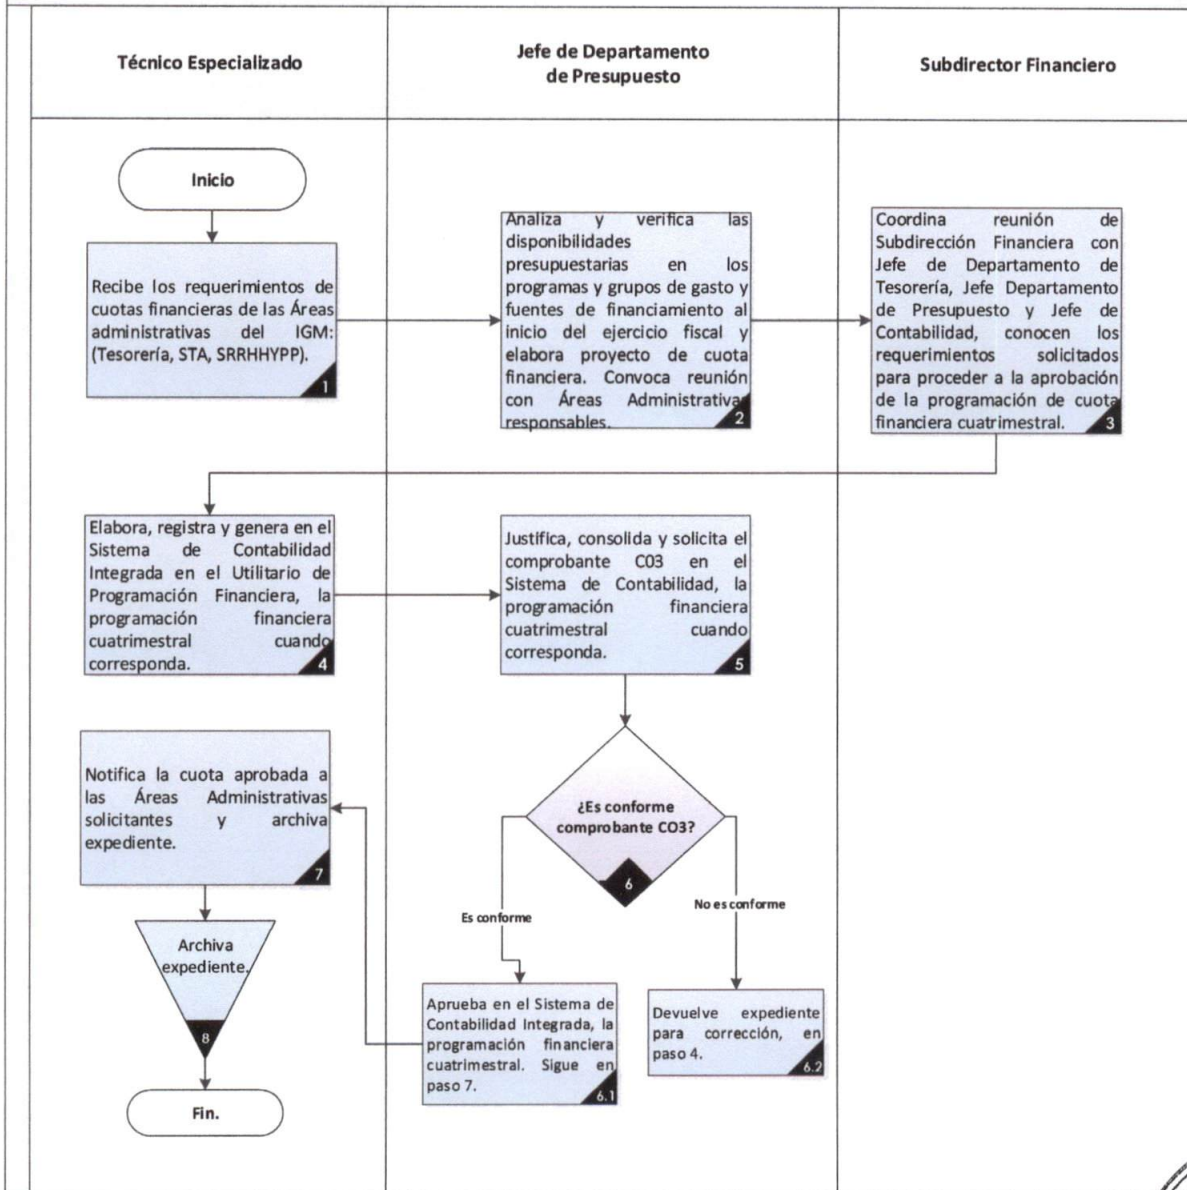 Técnico Especializado
Jefe de Departamento
de Presupuesto
Subdirector Financiero
Inicio
Recibe los requerimientos de
cuotas financieras de las Áreas
administrativas del IGM:
(Tesorería, STA, SRRHHYPP).
1
Analiza y verifica las
disponibilidades
presupuestarias en los
programas y grupos de gasto y
fuentes de financiamiento al
inicio del ejercicio fiscal y
elabora proyecto de cuota
financiera. Convoca reunión
con Áreas Administrativas
responsables.
2
Coordina reunión de
Subdirección Financiera con
Jefe de Departamento de
Tesorería, Jefe Departamento
de Presupuesto y Jefe de
Contabilidad, conocen los
requerimientos solicitados
para proceder a la aprobación
de la programación de cuota
financiera cuatrimestral.
3
Elabora, registra y genera en el
Sistema de Contabilidad
Integrada en el Utilitario de
Programación Financiera, la
programación financiera
cuatrimestral cuando
corresponda.
4
Justifica, consolida y solicita el
comprobante C03 en el
Sistema de Contabilidad, la
programación financiera
cuatrimestral cuando
corresponda.
5
¿Es conforme
comprobante CO3?
6
Es conforme
No es conforme
Aprueba en el Sistema de
Contabilidad Integrada, la
programación financiera
cuatrimestral. Sigue en
paso 7.
6.1
Devuelve expediente
para corrección, en
paso 4.
6.2
Notifica la cuota aprobada a
las Áreas Administrativas
solicitantes y archiva
expediente.
7
Archiva
expediente.
8
Fin.